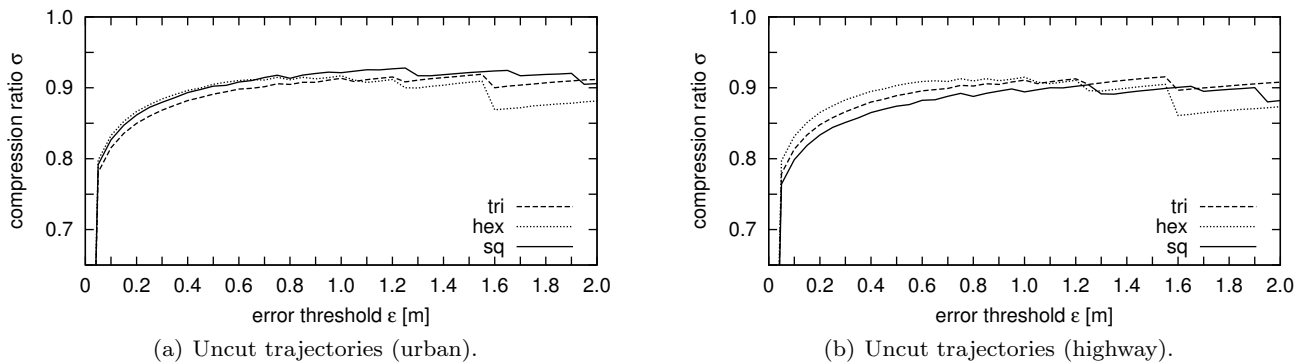 1.0
0.9
0.8
0.7
compression ratio σ
0 0.2 0.4 0.6 0.8 1.0 1.2 1.4 1.6 1.8 2.0
error threshold ε [m]
tri
hex
sq
(a) Uncut trajectories (urban).
1.0
0.9
0.8
0.7
compression ratio σ
0 0.2 0.4 0.6 0.8 1.0 1.2 1.4 1.6 1.8 2.0
error threshold ε [m]
tri
hex
sq
(b) Uncut trajectories (highway).